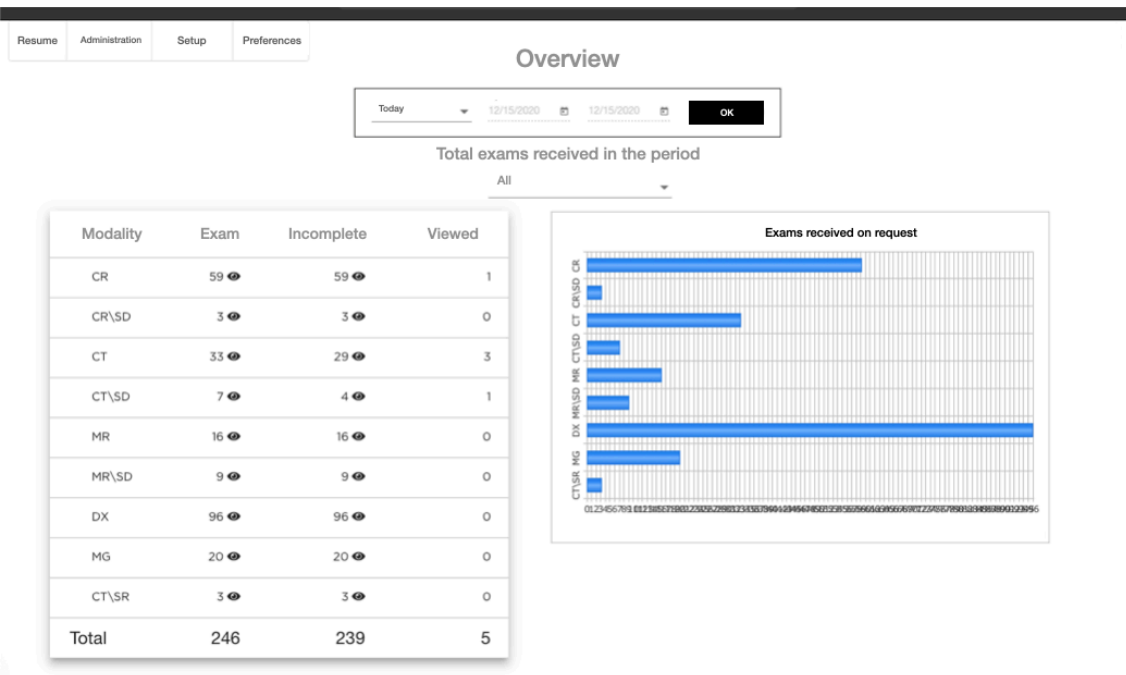 Resume Administration Setup Preferences
Overview
Today 12/15/2020 12/15/2020 OK
Total exams received in the period
All
Modality Exam Incomplete Viewed
CR 59 59 1
CR\SD 3 3 0
CT 33 29 3
CT\SD 7 4 1
MR 16 16 0
MR\SD 9 9 0
DX 96 96 0
MG 20 20 0
CT\SR 3 3 0
Total 246 239 5
Exams received on request
CR
CR\SD
CT
CT\SD
MR
MR\SD
DX
MG
CT\SR